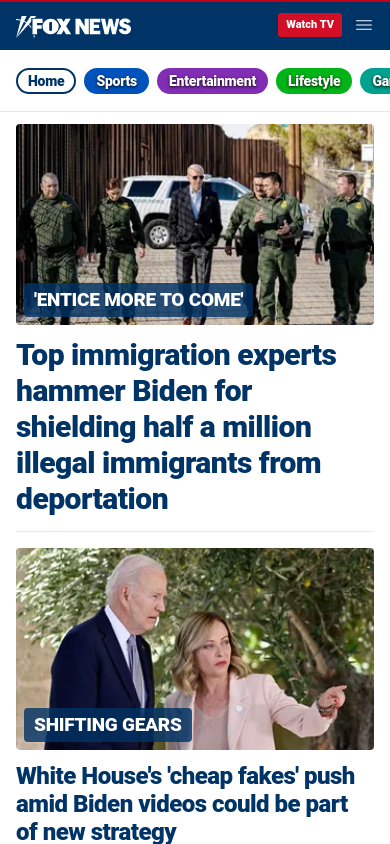 FOX NEWS
Watch TV
Home
Sports
Entertainment
Lifestyle
'ENTICE MORE TO COME'
Top immigration experts
hammer Biden for
shielding half a million
illegal immigrants from
deportation
SHIFTING GEARS
White House's 'cheap fakes' push
amid Biden videos could be part
of new strategy